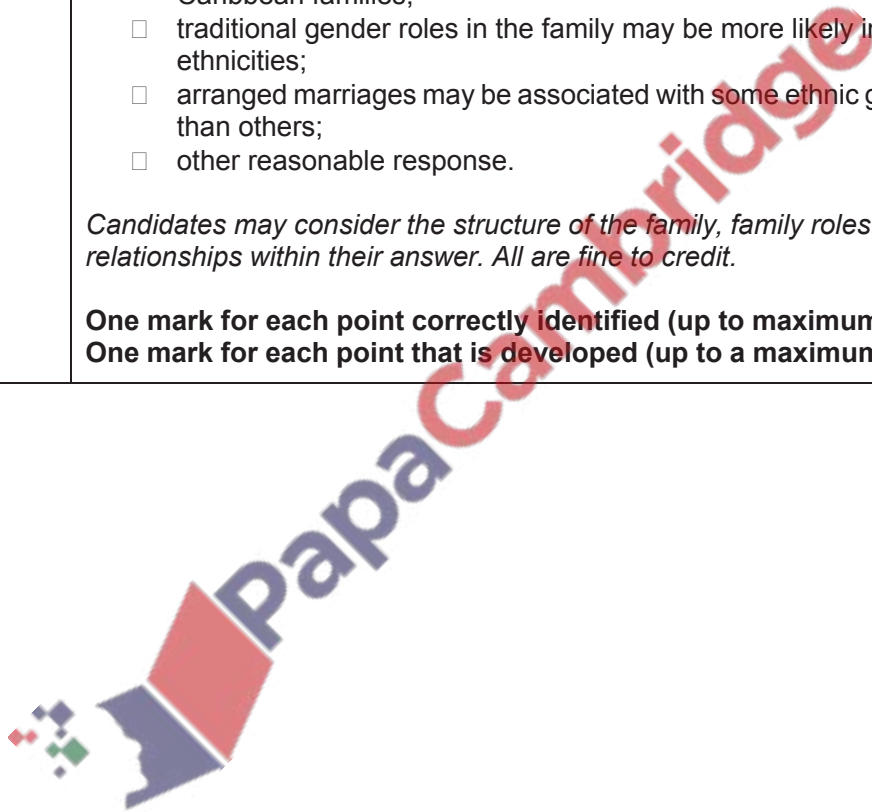 Caribbean families;
□ traditional gender roles in the family may be more likely i
ethnicities;
□ arranged marriages may be associated with some ethnic g
than others;
□ other reasonable response.
Candidates may consider the structure of the family, family roles
relationships within their answer. All are fine to credit.
One mark for each point correctly identified (up to maximum
One mark for each point that is developed (up to a maximum
PapaCambridge